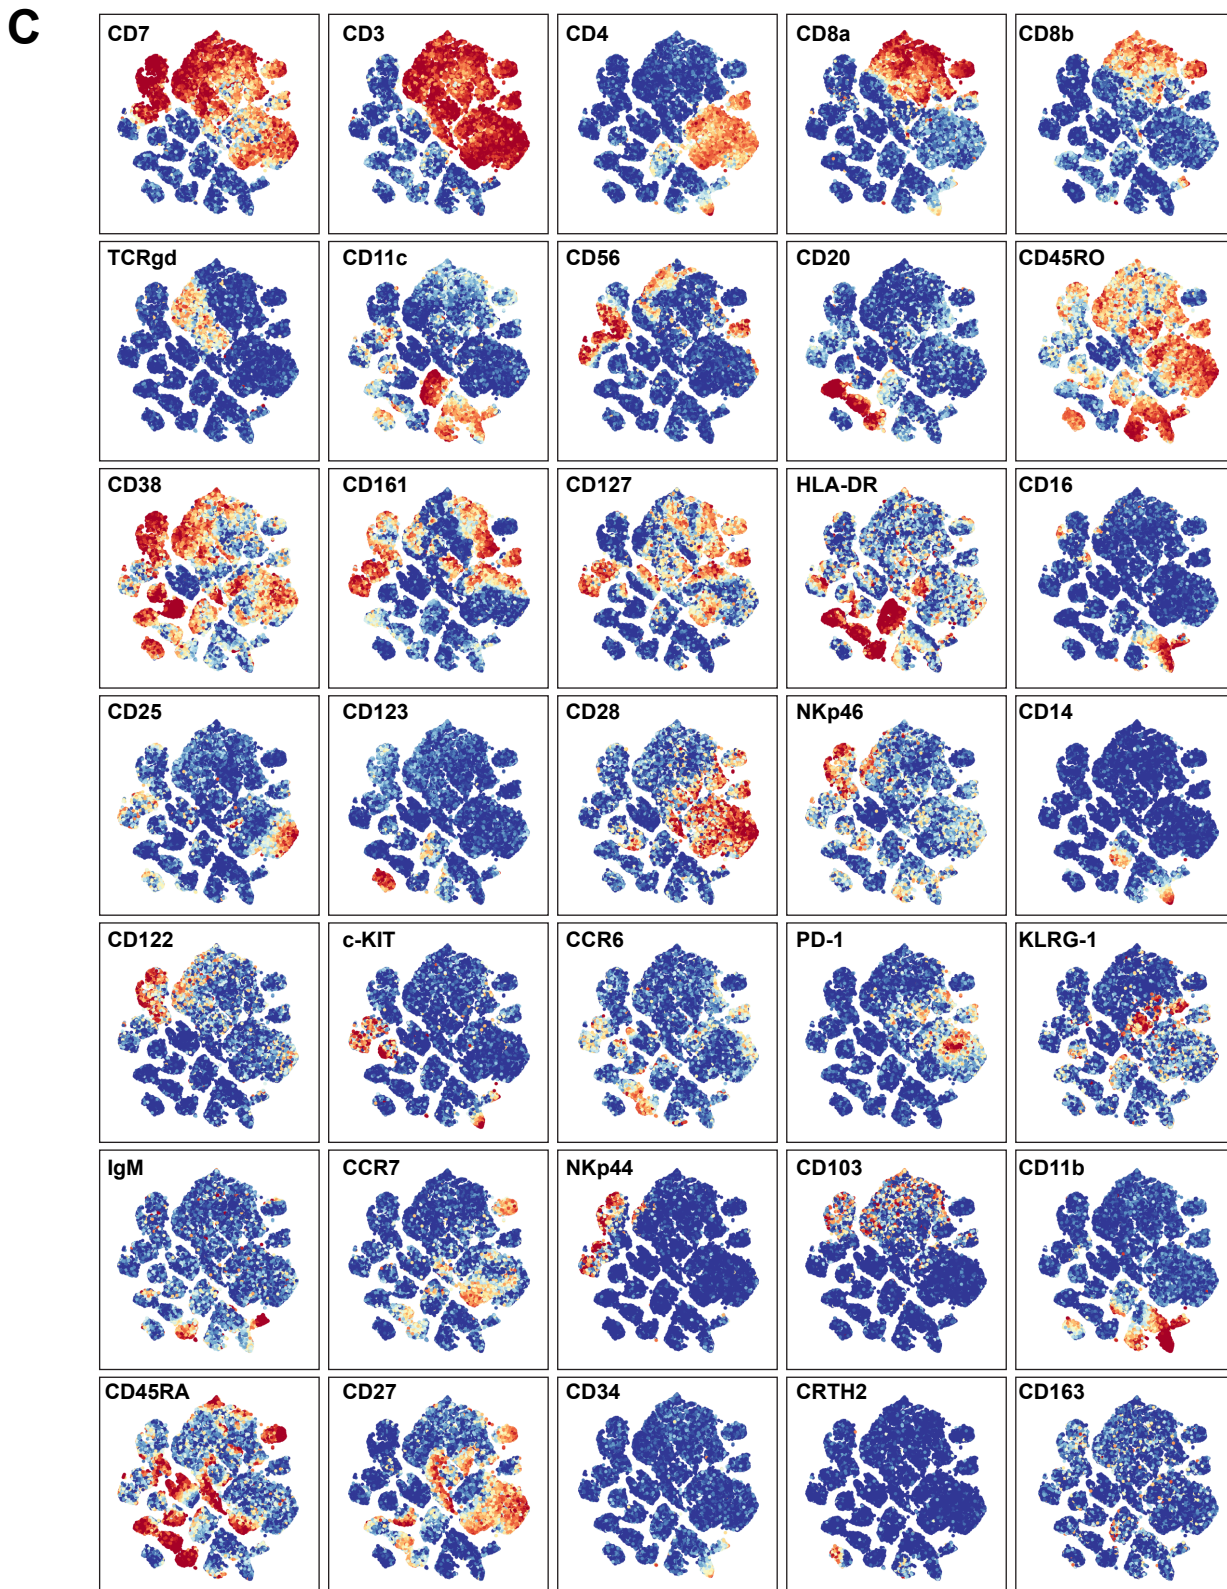 C
CD7 CD3 CD4 CD8a CD8b
TCRgd CD11c CD56 CD20 CD45RO
CD38 CD161 CD127 HLA-DR CD16
CD25 CD123 CD28 NKp46 CD14
CD122 c-KIT CCR6 PD-1 KLRG-1
IgM CCR7 NKp44 CD103 CD11b
CD45RA CD27 CD34 CRTH2 CD163